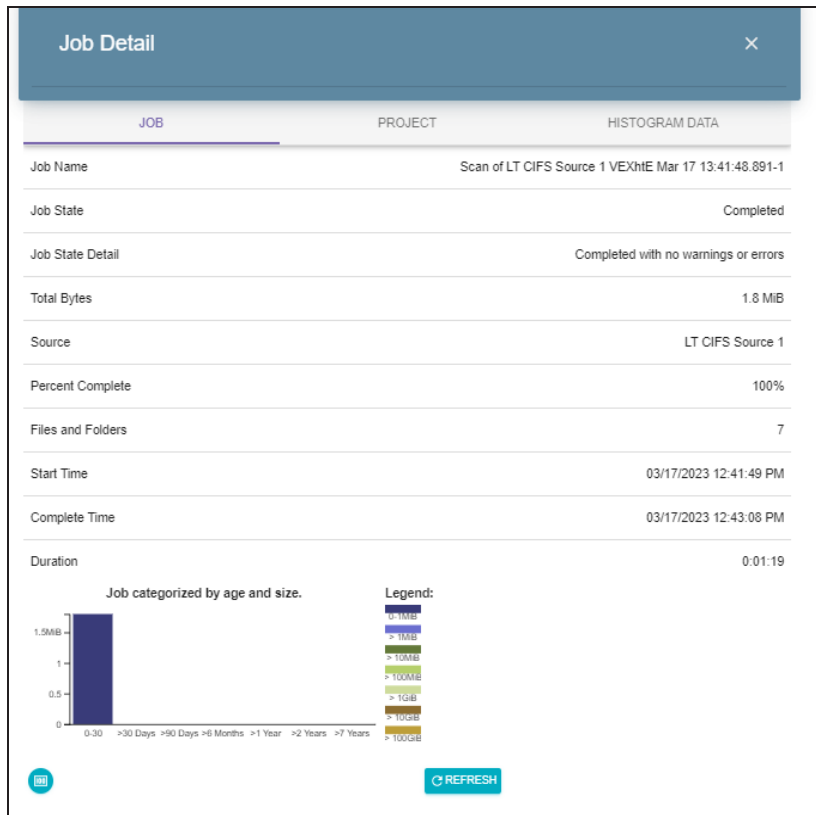 Job Detail
JOB PROJECT HISTOGRAM DATA
Job Name Scan of LT CIFS Source 1 VEXhtE Mar 17 13:41:48.891-1
Job State Completed
Job State Detail Completed with no warnings or errors
Total Bytes 1.8 MiB
Source LT CIFS Source 1
Percent Complete 100%
Files and Folders 7
Start Time 03/17/2023 12:41:49 PM
Complete Time 03/17/2023 12:43:08 PM
Duration 0:01:19
Job categorized by age and size. Legend:
0-1MiB
1.5MiB
> 1MiB
> 10MiB
1
> 100MiB
0.5
> 1GiB
> 10GiB
0
0-30 >30 Days >90 Days >6 Months >1 Year >2 Years >7 Years
> 100GiB
REFRESH